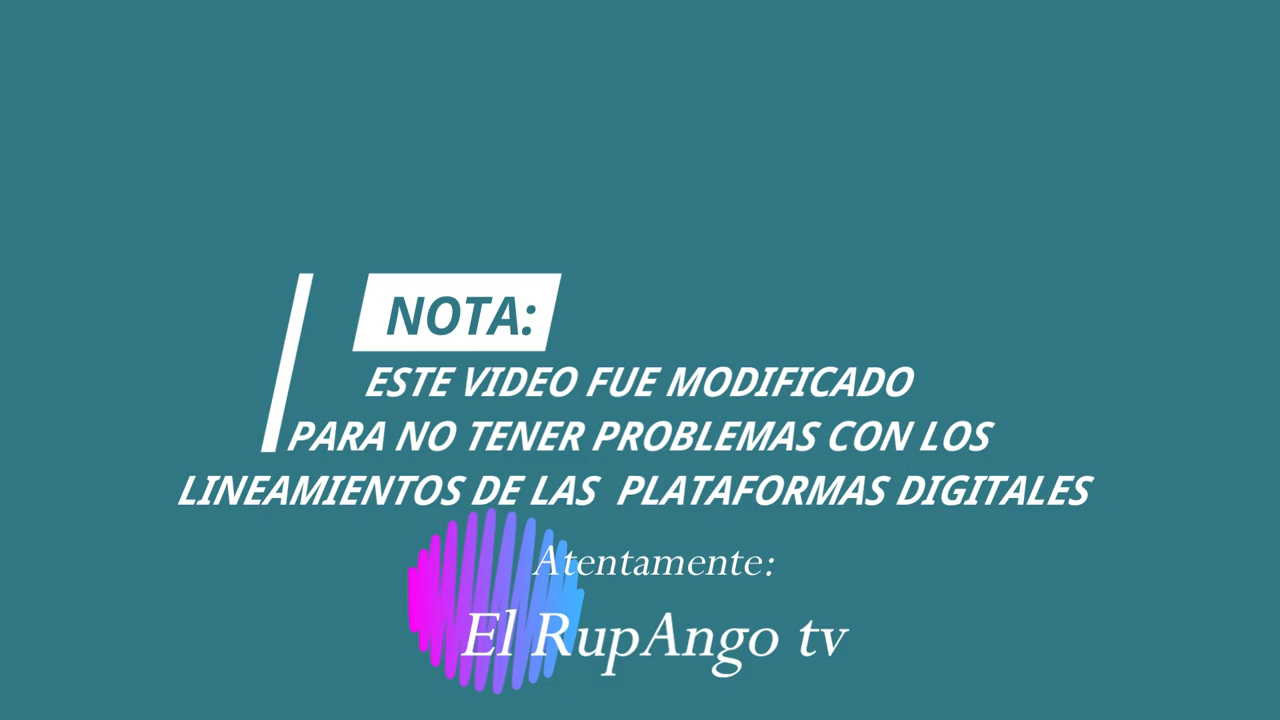 NOTA:
ESTE VIDEO FUE MODIFICADO
PARA NO TENER PROBLEMAS CON LOS
LINEAMIENTOS DE LAS PLATAFORMAS DIGITALES
Atentamente:
El RupAngo tv